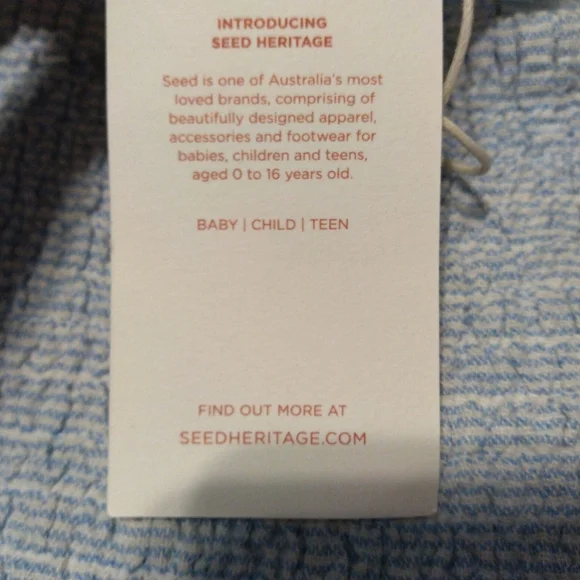 INTRODUCING
SEED HERITAGE
Seed is one of Australia's most
loved brands, comprising of
beautifully designed apparel,
accessories and footwear for
babies, children and teens,
aged 0 to 16 years old.
BABY | CHILD | TEEN
FIND OUT MORE AT
SEEDHERITAGE.COM